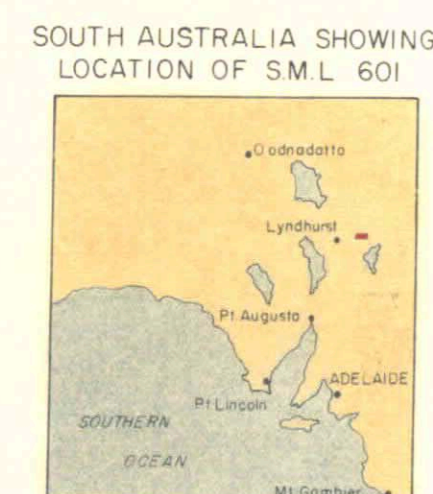 SOUTH AUSTRALIA SHOWING
LOCATION OF S.M.L 601
Oodnadatta
Lyndhurst
Pt. Augusta
ADELAIDE
Pt Lincoln
SOUTHERN
OCEAN
Mt Gambier